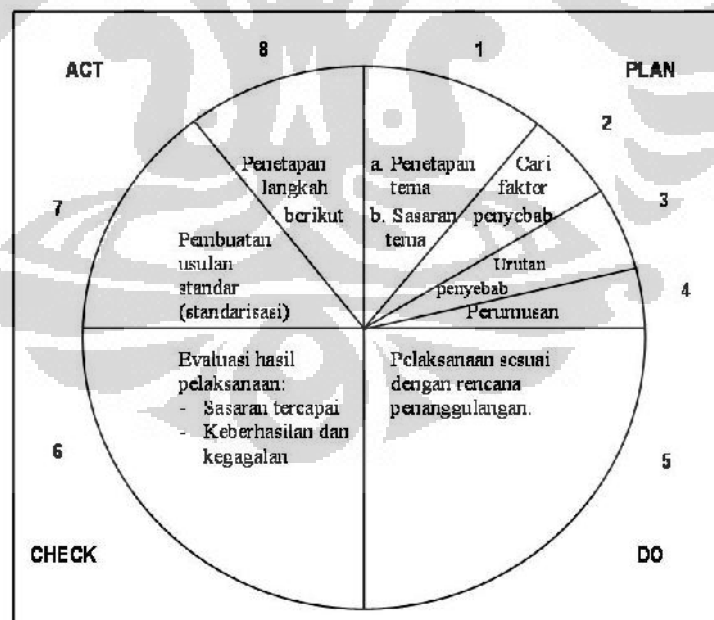 ACT
8
1
PLAN
2
3
4
5
6
7
Penetapan
langkah
berikut
a. Penetapan
tema
b. Sasaran
tema
Cari
faktor
penyebab
Urutan
penyebab
Perumusan
Pembuatan
usulan
standar
(standarisasi)
Evaluasi hasil
pelaksanaan:
- Sasaran tercapai
- Keberhasilan dan
kegagalan
Pelaksanaan sesuai
dengan rencana
penanggulangan.
CHECK
DO